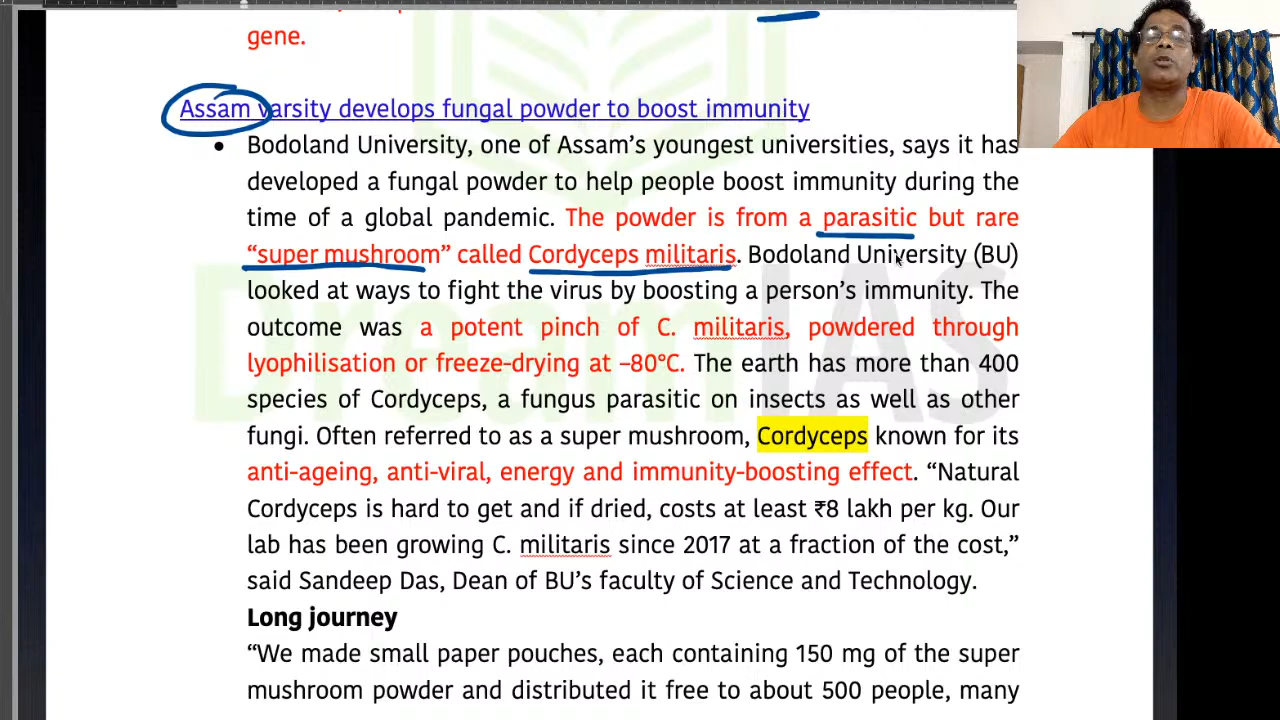 gene.
Assam varsity develops fungal powder to boost immunity
• Bodoland University, one of Assam's youngest universities, says it has
developed a fungal powder to help people boost immunity during the
time of a global pandemic. The powder is from a parasitic but rare
“super mushroom” called Cordyceps militaris. Bodoland University (BU)
looked at ways to fight the virus by boosting a person's immunity. The
outcome was a potent pinch of C. militaris, powdered through
lyophilisation or freeze-drying at –80°C. The earth has more than 400
species of Cordyceps, a fungus parasitic on insects as well as other
fungi. Often referred to as a super mushroom, Cordyceps known for its
anti-ageing, anti-viral, energy and immunity-boosting effect. “Natural
Cordyceps is hard to get and if dried, costs at least ₹8 lakh per kg. Our
lab has been growing C. militaris since 2017 at a fraction of the cost,”
said Sandeep Das, Dean of BU's faculty of Science and Technology.
Long journey
“We made small paper pouches, each containing 150 mg of the super
mushroom powder and distributed it free to about 500 people, many
Dream IAS